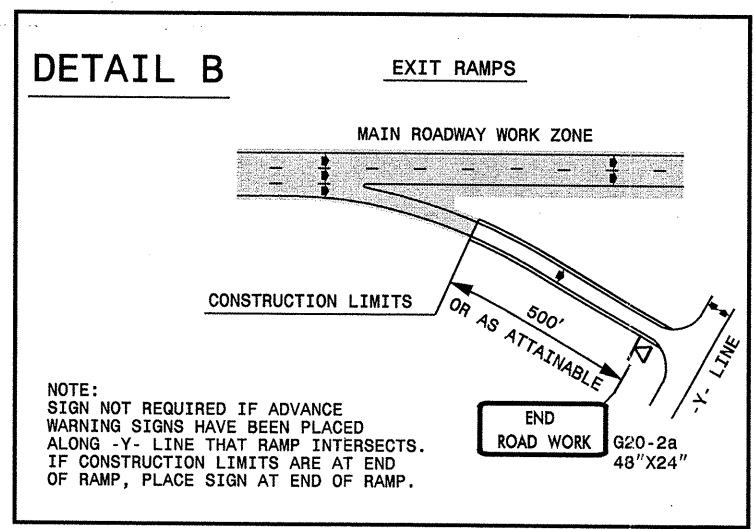 DETAIL B
EXIT RAMPS
MAIN ROADWAY WORK ZONE
CONSTRUCTION LIMITS
500'
OR AS ATTAINABLE
-Y- LINE
NOTE:
SIGN NOT REQUIRED IF ADVANCE
WARNING SIGNS HAVE BEEN PLACED
ALONG -Y- LINE THAT RAMP INTERSECTS.
IF CONSTRUCTION LIMITS ARE AT END
OF RAMP, PLACE SIGN AT END OF RAMP.
END
ROAD WORK
G20-2a
48"X24"